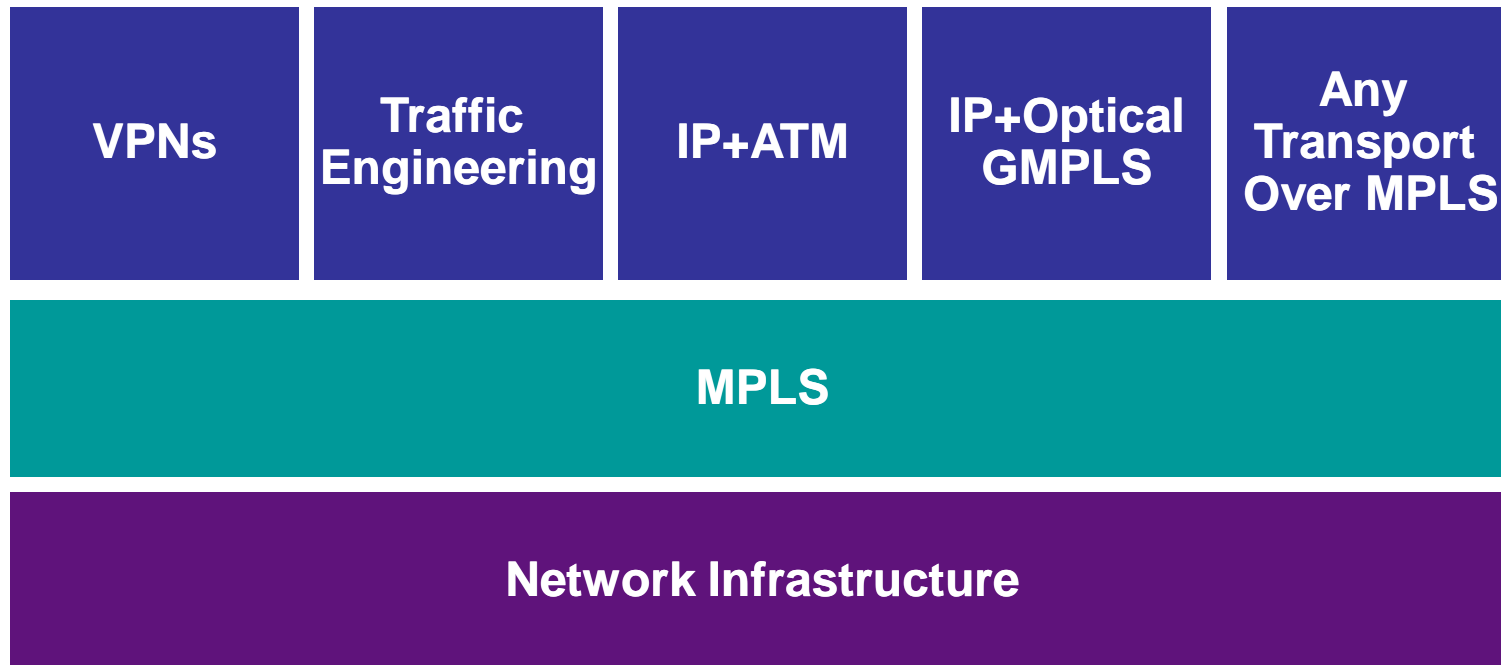 VPNs
Traffic
Engineering
IP+ATM
IP+Optical
GMPLS
Any
Transport
Over MPLS
MPLS
Network Infrastructure